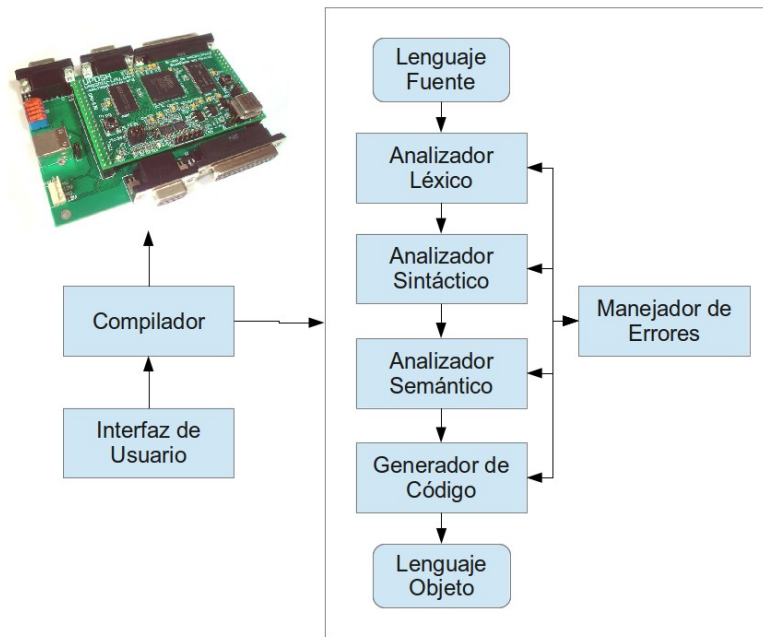 Lenguaje
Fuente
Analizador
Léxico
Analizador
Sintáctico
Manejador de
Errores
Compilador
Analizador
Semántico
Interfaz de
Usuario
Generador de
Código
Lenguaje
Objeto